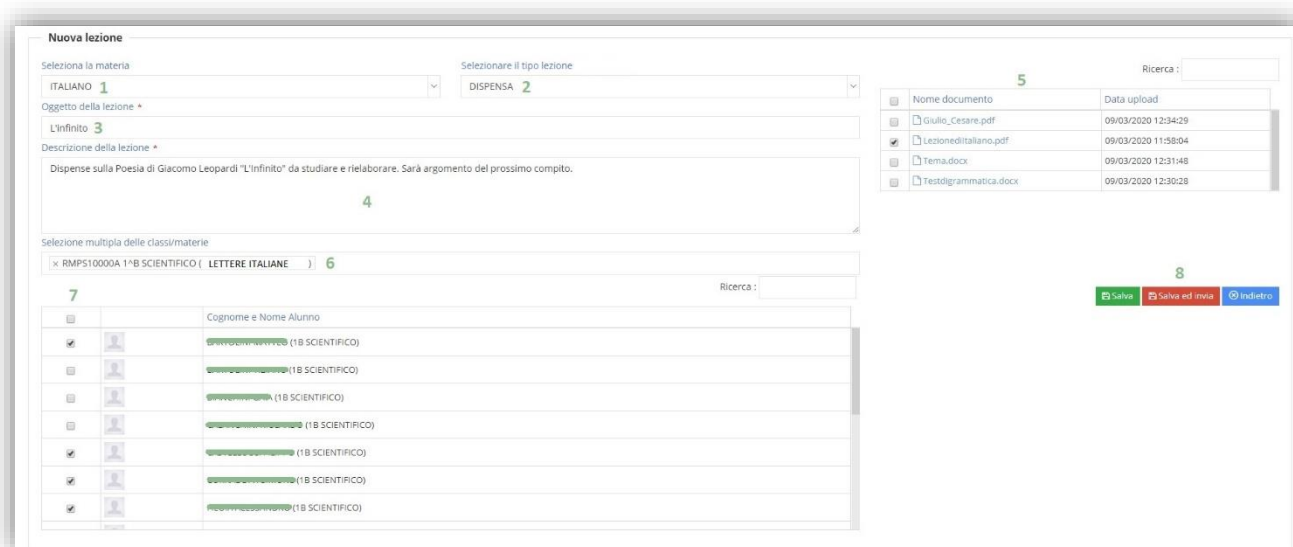 Nuova lezione
Seleziona la materia
ITALIANO 1
Selezionare il tipo lezione
DISPENSA 2
Oggetto della lezione *
L'Infinito 3
Descrizione della lezione *
Dispense sulla Poesia di Giacomo Leopardi "L'Infinito" da studiare e rielaborare. Sarà argomento del prossimo compito.
4
Selezione multipla delle classi/materie
× RMPS10000A 1^B SCIENTIFICO ( LETTERE ITALIANE ) 6
Ricerca :
7
Cognome e Nome Alunno
(1B SCIENTIFICO)
(1B SCIENTIFICO)
(1B SCIENTIFICO)
(1B SCIENTIFICO)
(1B SCIENTIFICO)
(1B SCIENTIFICO)
(1B SCIENTIFICO)
Ricerca :
5
Nome documento Data upload
Giulio_Cesare.pdf 09/03/2020 12:34:29
Lezionediitaliano.pdf 09/03/2020 11:58:04
Tema.docx 09/03/2020 12:31:48
Testdigrammatica.docx 09/03/2020 12:30:28
8
Salva Salva ed invia Indietro